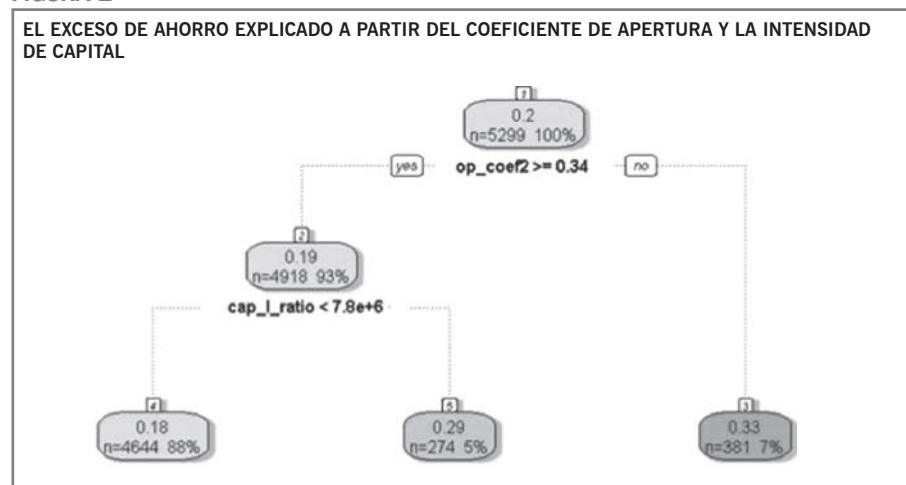 EL EXCESO DE AHORRO EXPLICADO A PARTIR DEL COEFICIENTE DE APERTURA Y LA INTENSIDAD
DE CAPITAL
1
0.2
n=5299 100%
yes
op_coef2 >= 0.34
no
2
0.19
n=4918 93%
cap_l_ratio < 7.8e+6
4
0.18
n=4644 88%
5
0.29
n=274 5%
3
0.33
n=381 7%